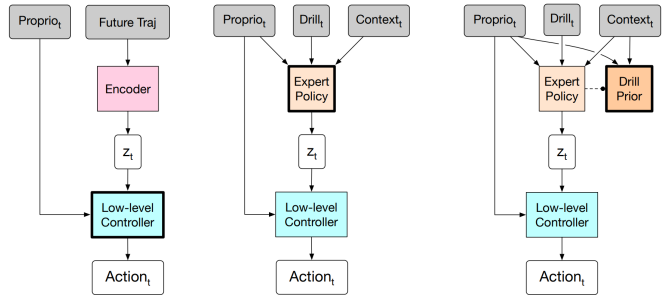 Proprio_t
Future Traj
Encoder
z_t
Low-level
Controller
Action_t
Proprio_t
Drill_t
Context_t
Expert
Policy
z_t
Low-level
Controller
Action_t
Proprio_t
Drill_t
Context_t
Expert
Policy
Drill
Prior
z_t
Low-level
Controller
Action_t